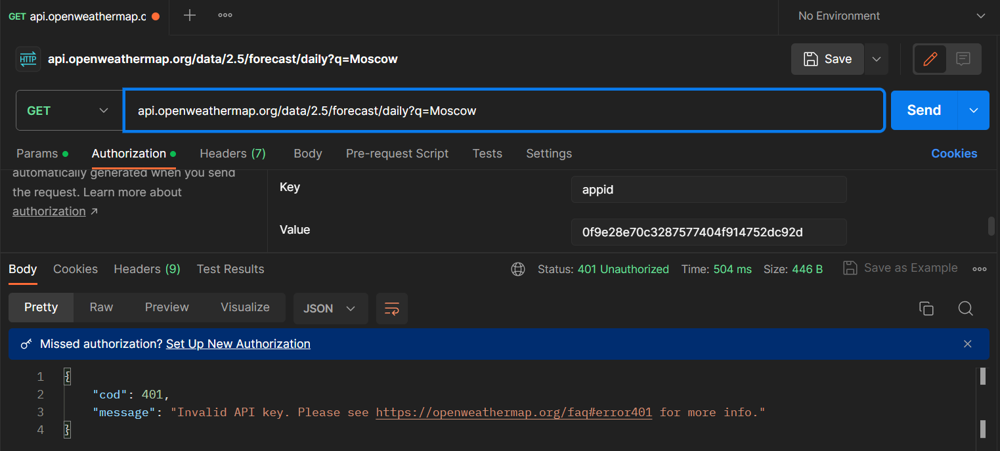 GET api.openweathermap.c
No Environment
HTTP api.openweathermap.org/data/2.5/forecast/daily?q=Moscow
Save
GET
api.openweathermap.org/data/2.5/forecast/daily?q=Moscow
Send
Params
Authorization
Headers (7)
Body
Pre-request Script
Tests
Settings
Cookies
automatically generated when you send
the request. Learn more about
authorization ↗
Key
appid
Value
0f9e28e70c3287577404f914752dc92d
Body
Cookies
Headers (9)
Test Results
Status: 401 Unauthorized
Time: 504 ms
Size: 446 B
Save as Example
Pretty
Raw
Preview
Visualize
JSON
Missed authorization? Set Up New Authorization
1 {
2 "cod": 401,
3 "message": "Invalid API key. Please see https://openweathermap.org/faq#error401 for more info."
4 }